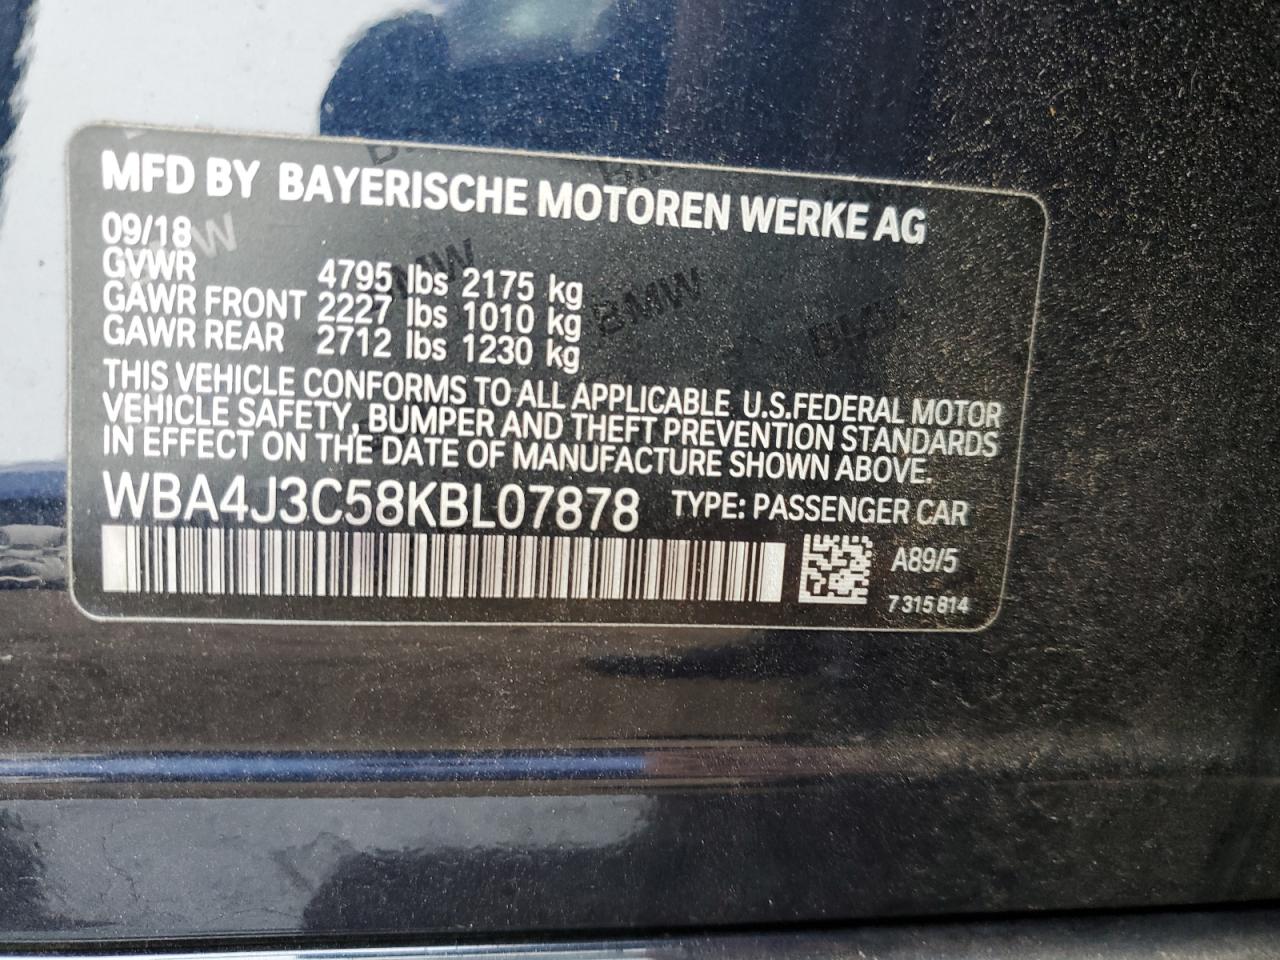 MFD BY BAYERISCHE MOTOREN WERKE AG
09/18
GVWR 4795 lbs 2175 kg
GAWR FRONT 2227 lbs 1010 kg
GAWR REAR 2712 lbs 1230 kg
THIS VEHICLE CONFORMS TO ALL APPLICABLE U.S.FEDERAL MOTOR
VEHICLE SAFETY, BUMPER AND THEFT PREVENTION STANDARDS
IN EFFECT ON THE DATE OF MANUFACTURE SHOWN ABOVE.
WBA4J3C58KBL07878 TYPE: PASSENGER CAR
A89/5
7 315 814